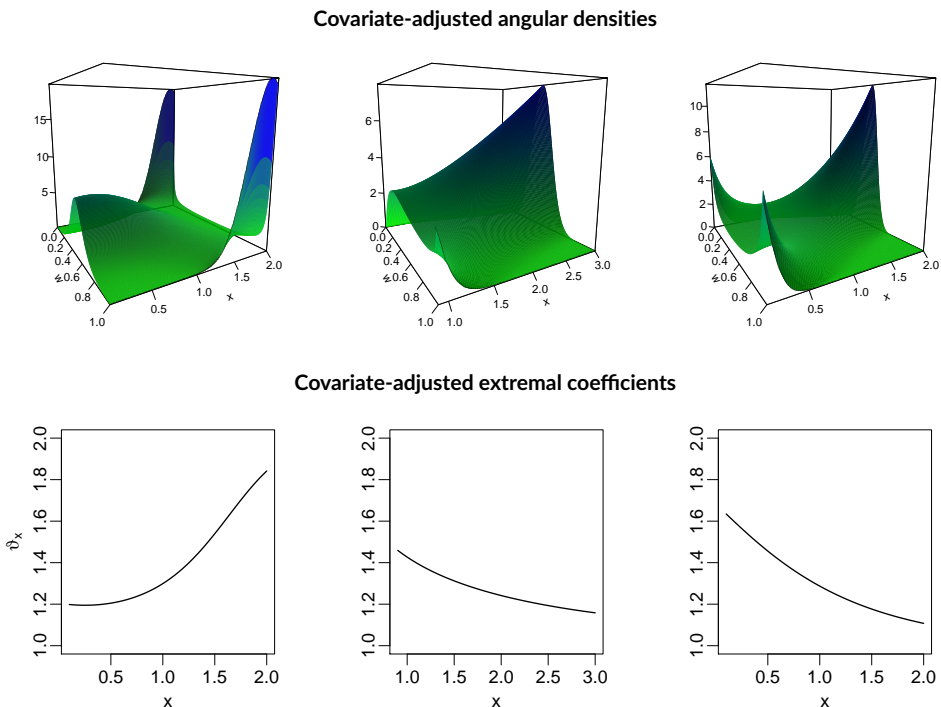 Covariate-adjusted angular densities
5 10 15
0.0 0.2 0.4 0.6 0.8 1.0
z
0.5 1.0 1.5 2.0
x
0 2 4 6
0.0 0.2 0.4 0.6 0.8 1.0
z
1.0 1.5 2.0 2.5 3.0
x
0 2 4 6 8 10
0.0 0.2 0.4 0.6 0.8 1.0
z
0.5 1.0 1.5 2.0
x
Covariate-adjusted extremal coefficients
ϑx
1.0 1.2 1.4 1.6 1.8 2.0
0.5 1.0 1.5 2.0
x
1.0 1.2 1.4 1.6 1.8 2.0
1.0 1.5 2.0 2.5 3.0
x
1.0 1.2 1.4 1.6 1.8 2.0
0.5 1.0 1.5 2.0
x